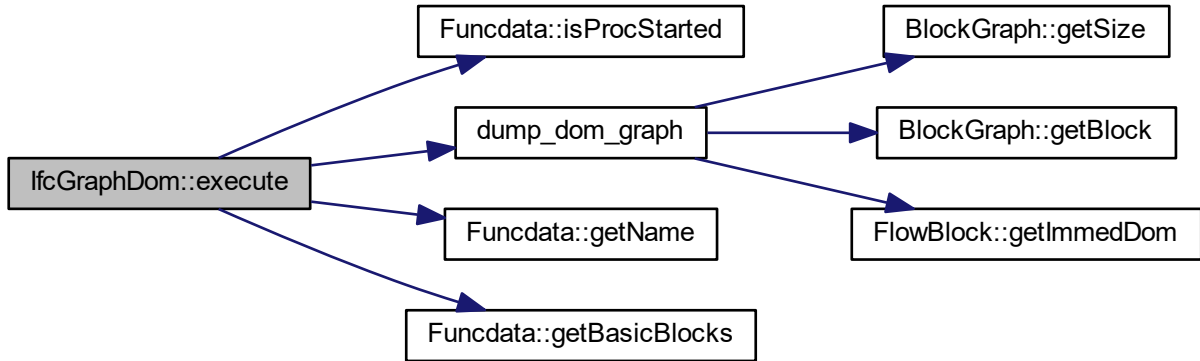 Funcdata::isProcStarted
BlockGraph::getSize
dump_dom_graph
BlockGraph::getBlock
IfcGraphDom::execute
Funcdata::getName
FlowBlock::getImmedDom
Funcdata::getBasicBlocks